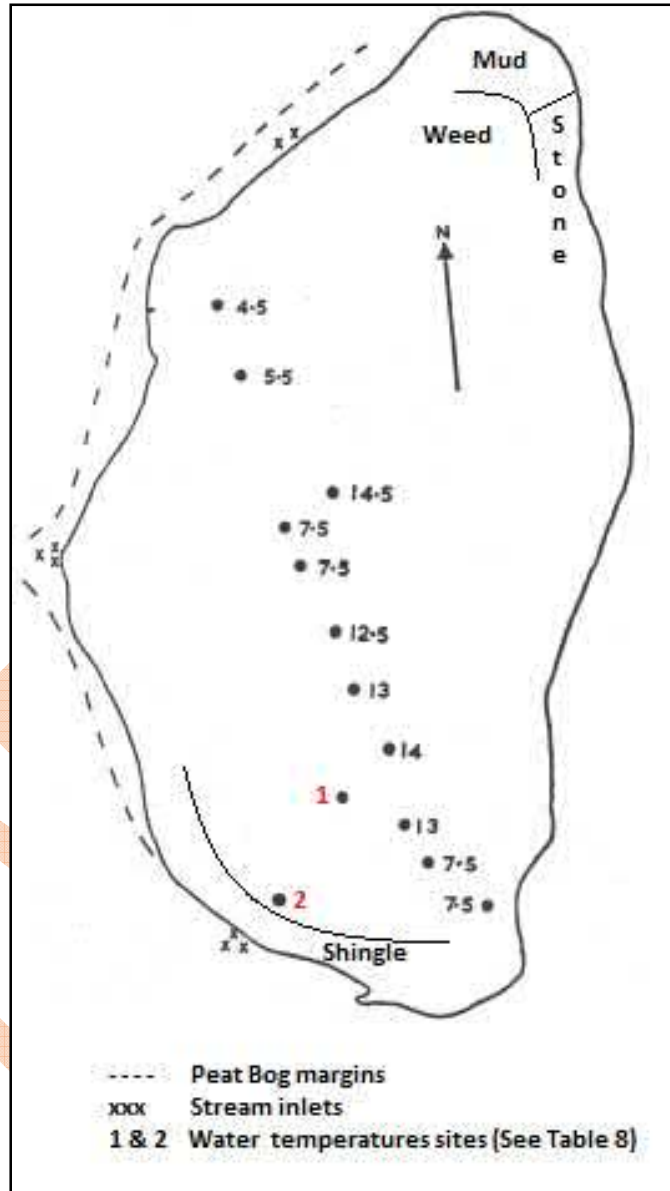 Mud
Weed
Stone
x x
N
4·5
5·5
14·5
7·5
7·5
x x x
12·5
13
14
1
13
7·5
2
7·5
x x x
Shingle
---- Peat Bog margins
xxx Stream inlets
1 & 2 Water temperatures sites (See Table 8)